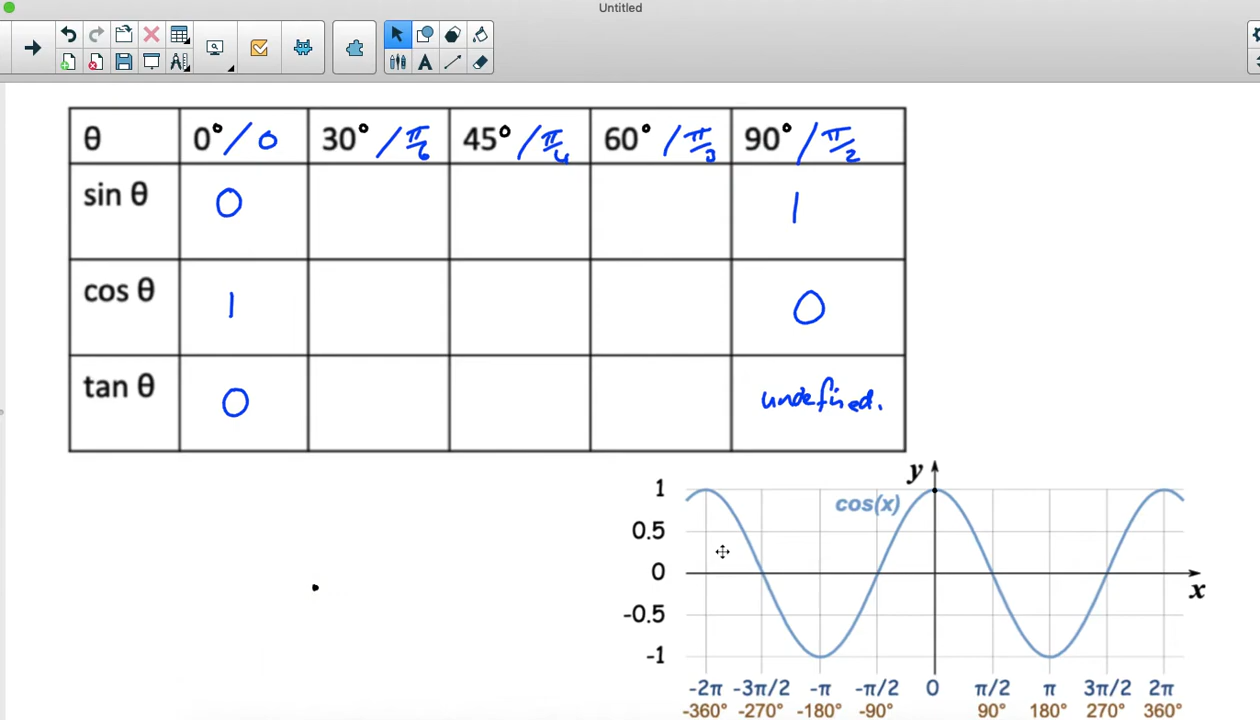 Untitled
θ 0° / 0 30° / π/6 45° / π/4 60° / π/3 90° / π/2
sin θ 0 1
cos θ 1 0
tan θ 0 undefined.
y
1
cos(x)
0.5
0
x
-0.5
-1
-2π -3π/2 -π -π/2 0 π/2 π 3π/2 2π
-360° -270° -180° -90° 90° 180° 270° 360°